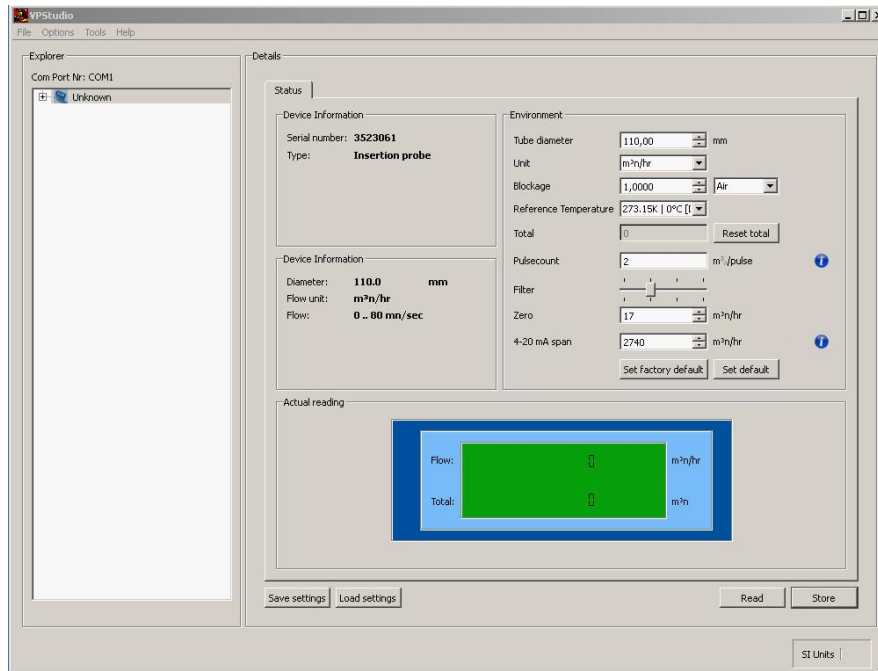 VPStudio
File Options Tools Help
Explorer
Com Port Nr: COM1
Unknown
Details
Status
Device Information
Serial number: 3523061
Type: Insertion probe
Device Information
Diameter: 110.0 mm
Flow unit: m³n/hr
Flow: 0 .. 80 mn/sec
Environment
Tube diameter 110,00 mm
Unit m³n/hr
Blockage 1,0000 Air
Reference Temperature 273.15K | 0°C [
Total 0 Reset total
Pulsecount 2 m³/pulse
Filter
Zero 17 m³n/hr
4-20 mA span 2740 m³n/hr
Set factory default Set default
Actual reading
Flow: 0 m³n/hr
Total: 0 m³n
Save settings Load settings Read Store
SI Units